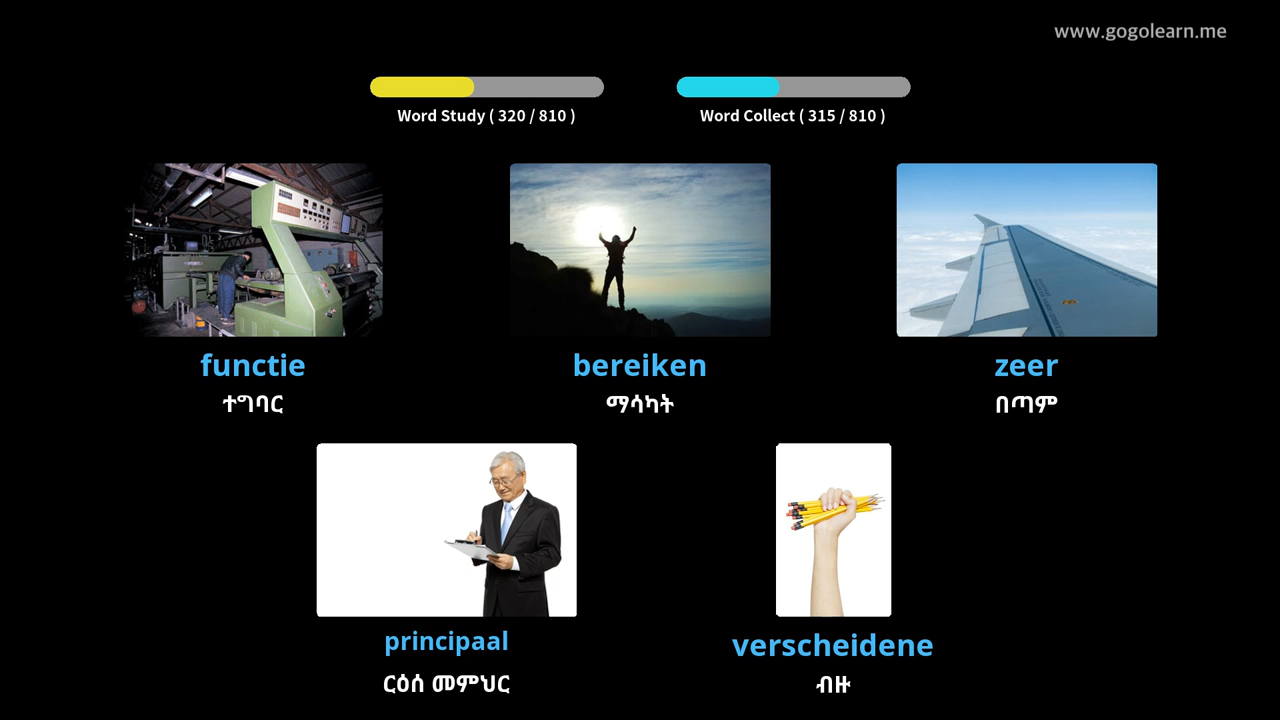 www.gogolearn.me
Word Study ( 320 / 810 )
Word Collect ( 315 / 810 )
functie
ተግባር
bereiken
ማሳካት
zeer
በጣም
principaal
ርዕሰ መምህር
verscheidene
ብዙ